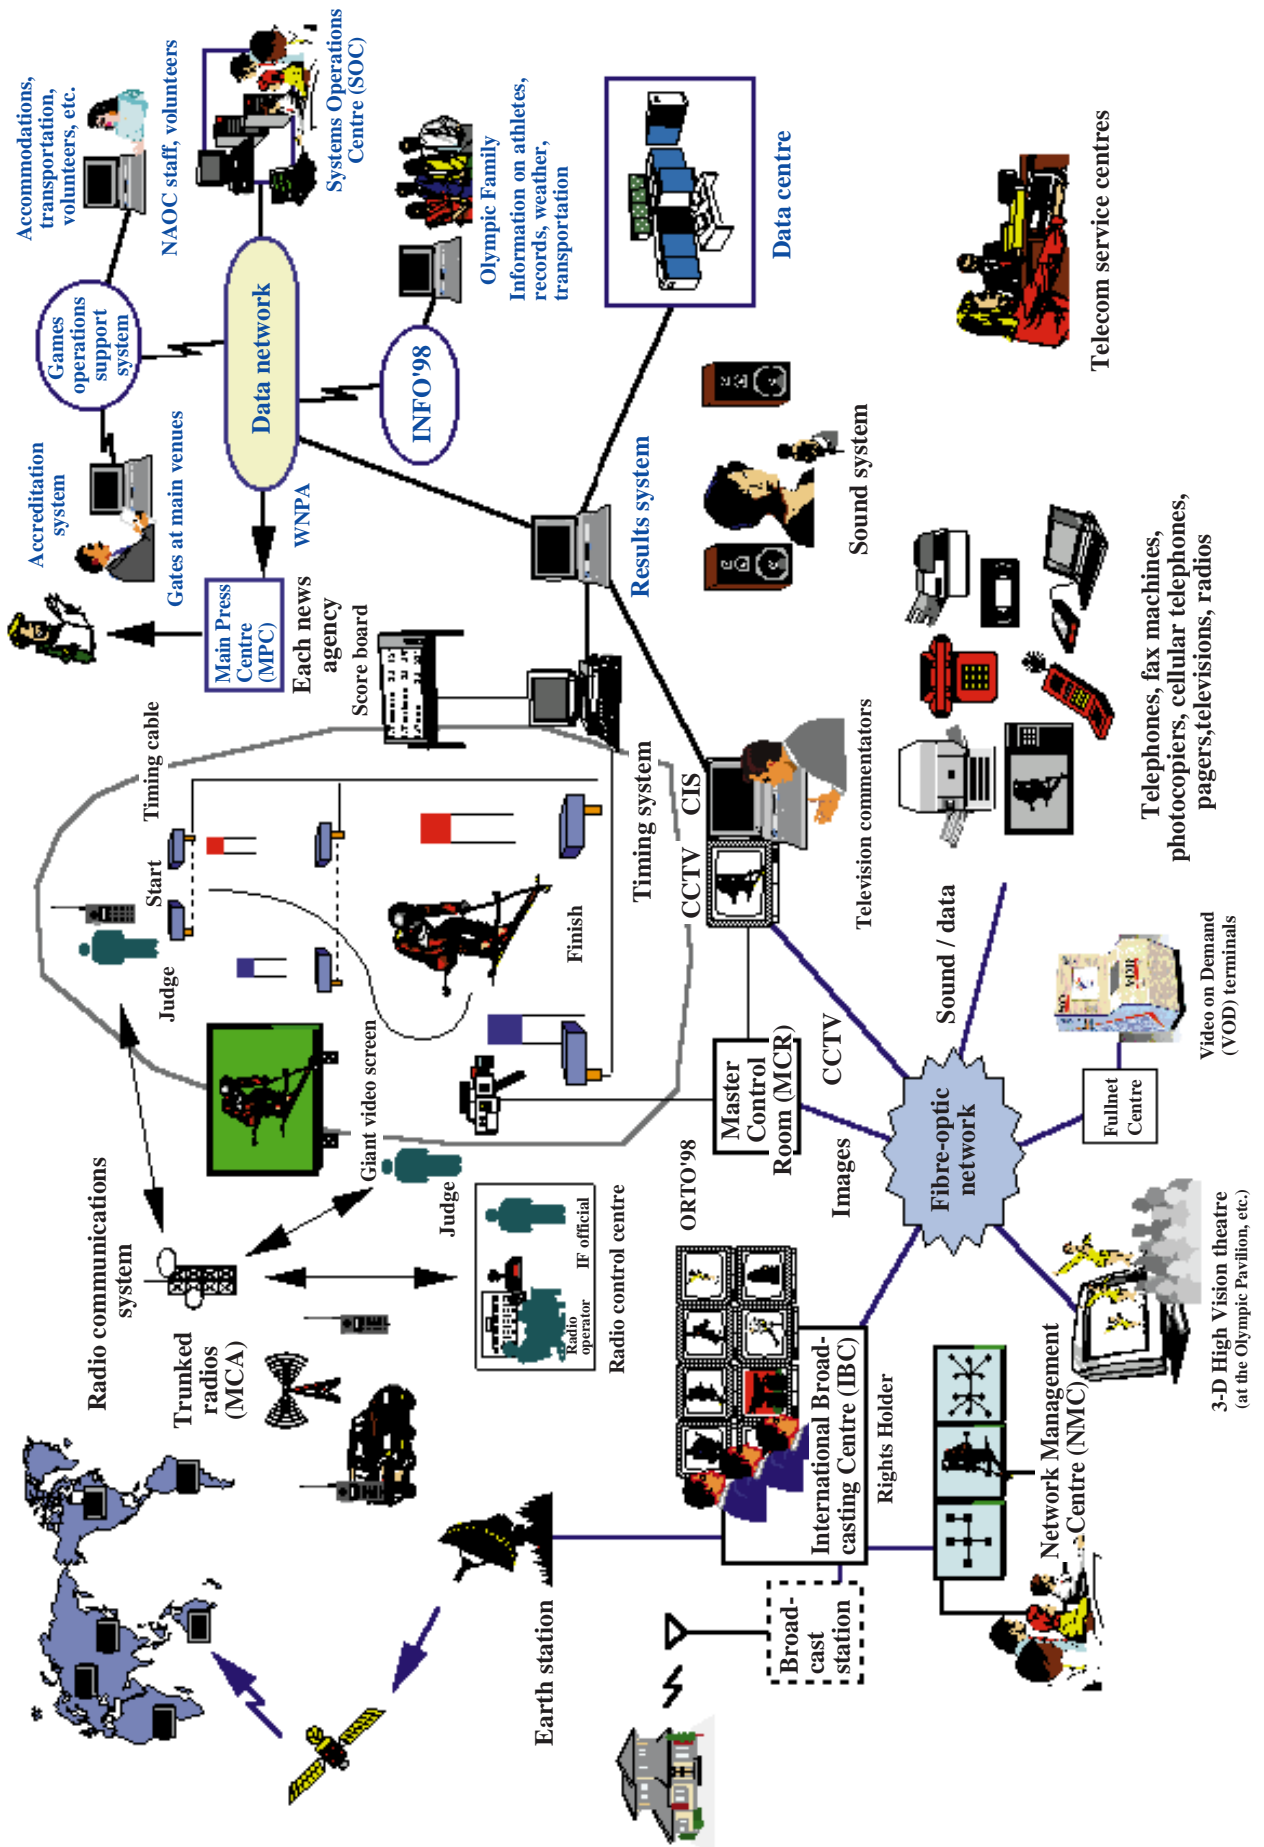 Radio communications
system
Trunked
radios
(MCA)
Judge
Start
Timing cable
Giant video screen
Judge
Finish
Score board
Radio
operator
IF official
Radio control centre
Timing system
Accreditation
system
Gates at main venues
Main Press
Centre
(MPC)
Each news
agency
WNPA
Games
operations
support
system
Accommodations,
transportation,
volunteers, etc.
NAOC staff, volunteers
Data network
Systems Operations
Centre (SOC)
INFO'98
Olympic Family
Information on athletes,
records, weather,
transportation
Results system
Data centre
Earth station
ORTO'98
Master
Control
Room (MCR)
CCTV
CIS
Television commentators
Sound system
Broad-
cast
station
International Broad-
casting Centre (IBC)
Rights Holder
Images
CCTV
Sound / data
Fibre-optic
network
Network Management
Centre (NMC)
3-D High Vision theatre
(at the Olympic Pavilion, etc.)
Fullnet
Centre
Video on Demand
(VOD) terminals
Telephones, fax machines,
photocopiers, cellular telephones,
pagers,televisions, radios
Telecom service centres